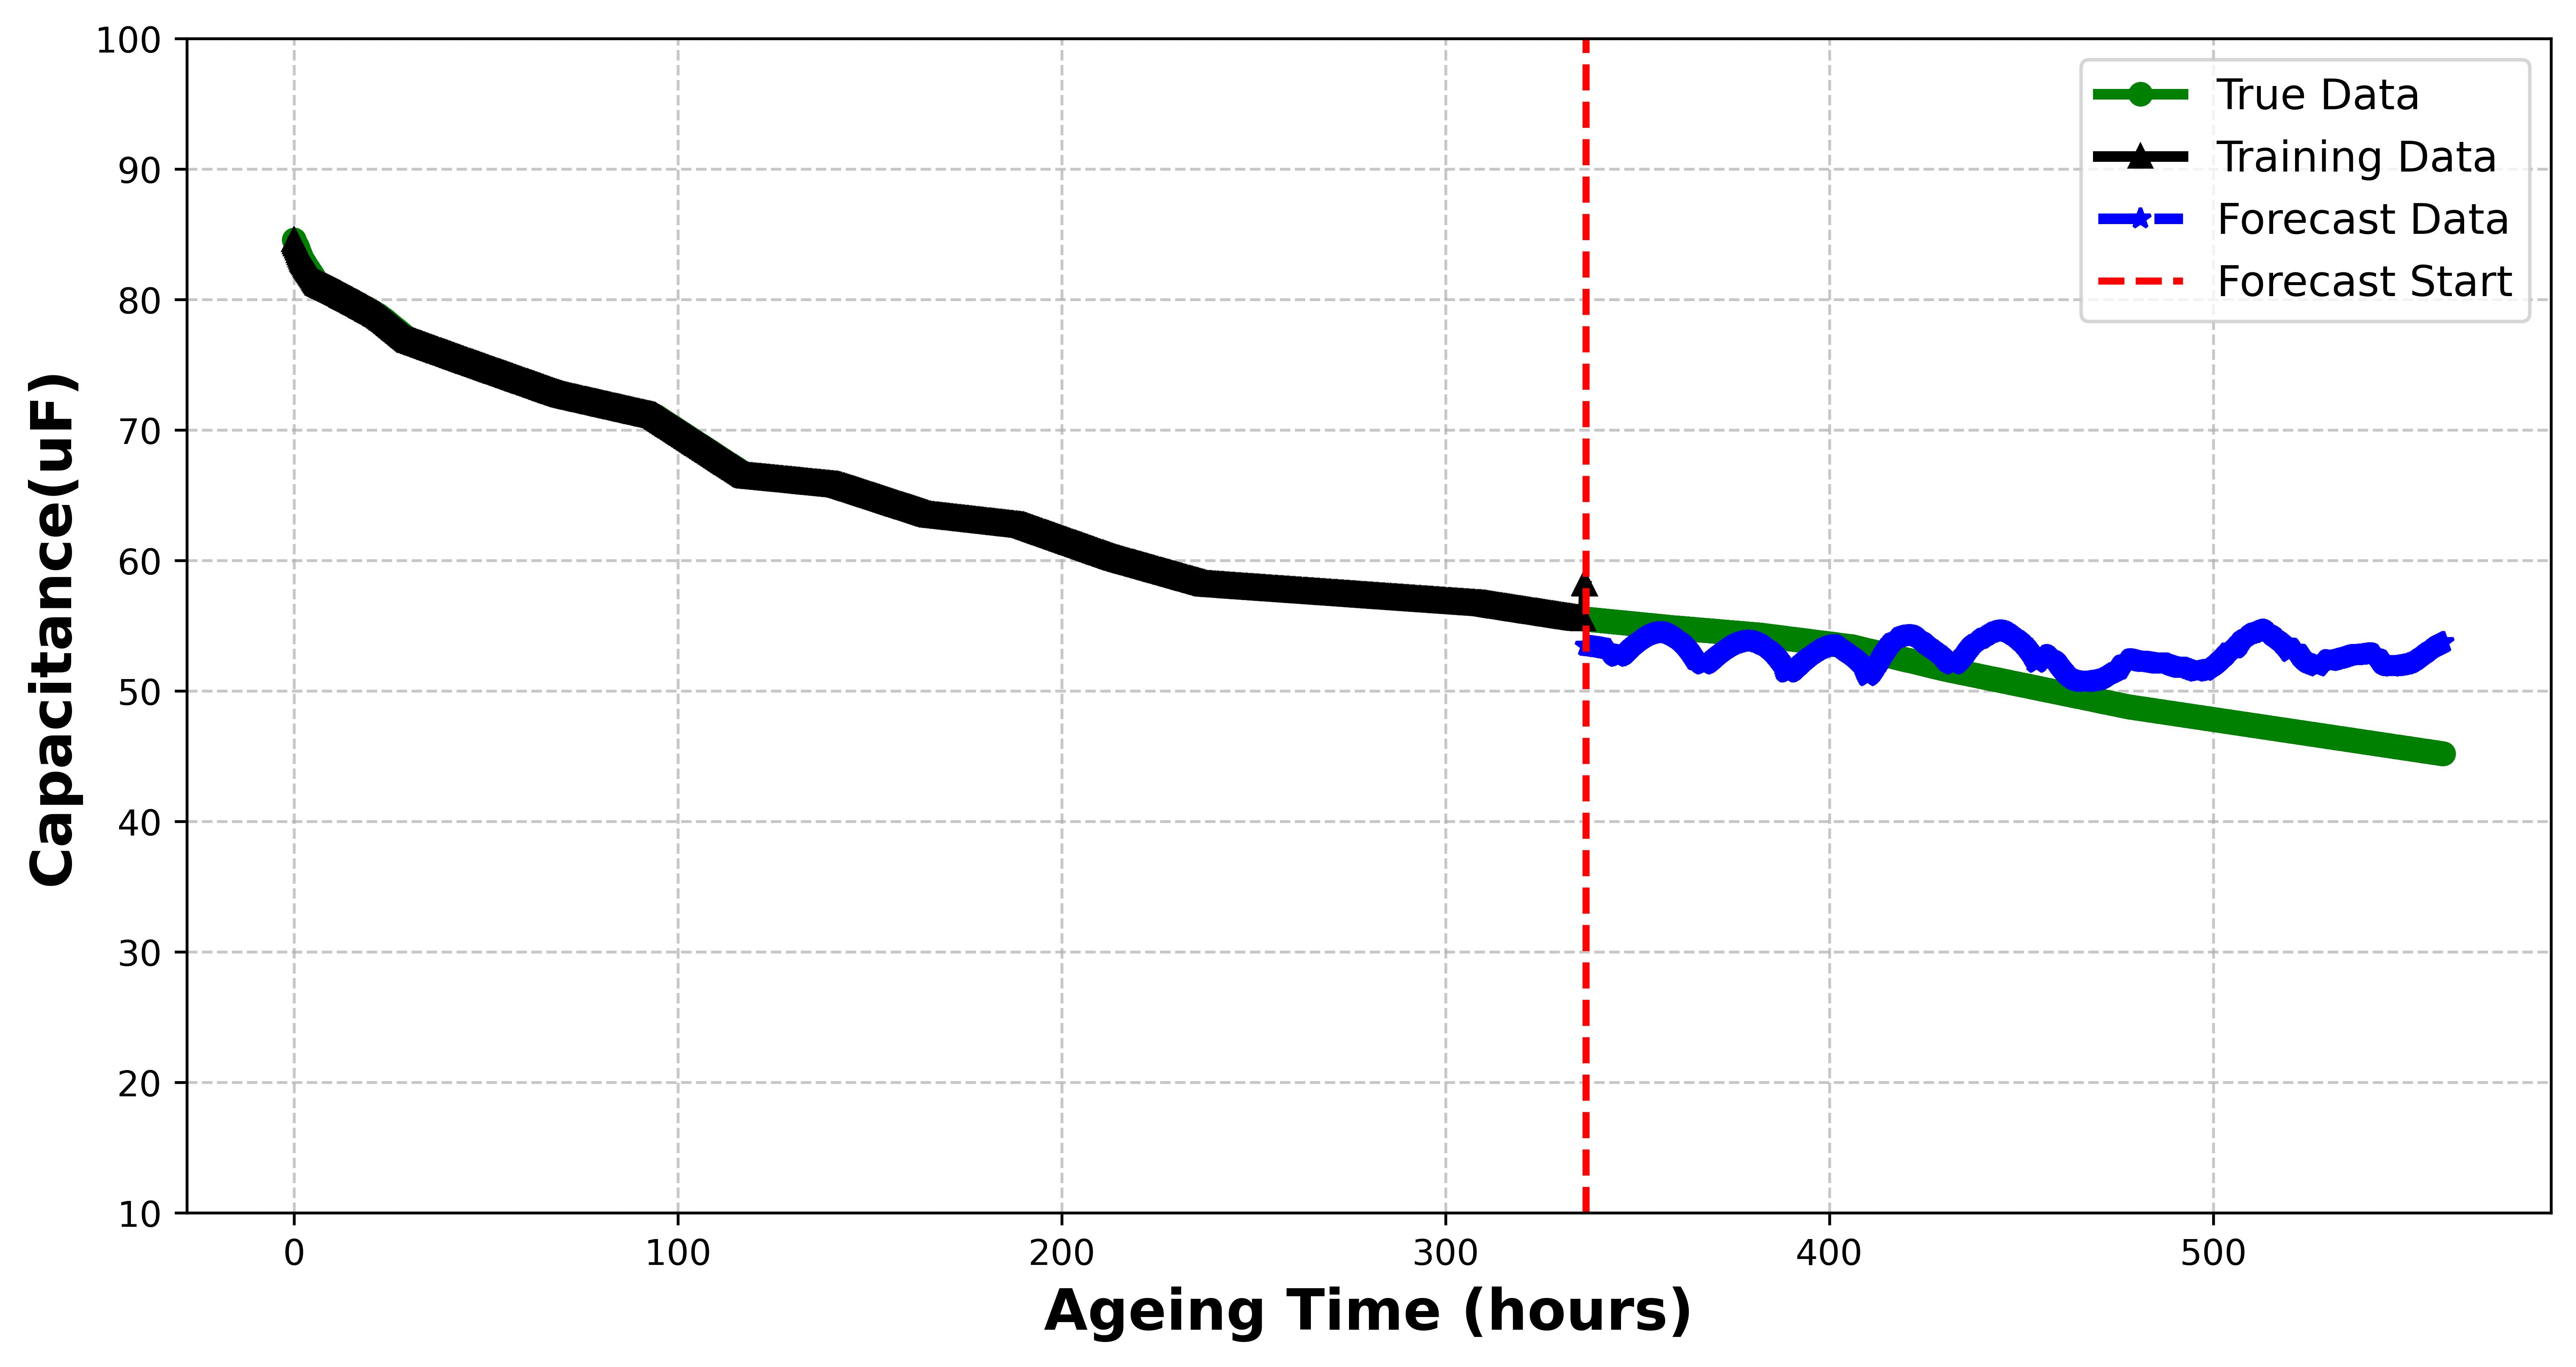 100
90
80
70
60
50
40
30
20
10
Capacitance(uF)
True Data
Training Data
Forecast Data
Forecast Start
0 100 200 300 400 500
Ageing Time (hours)